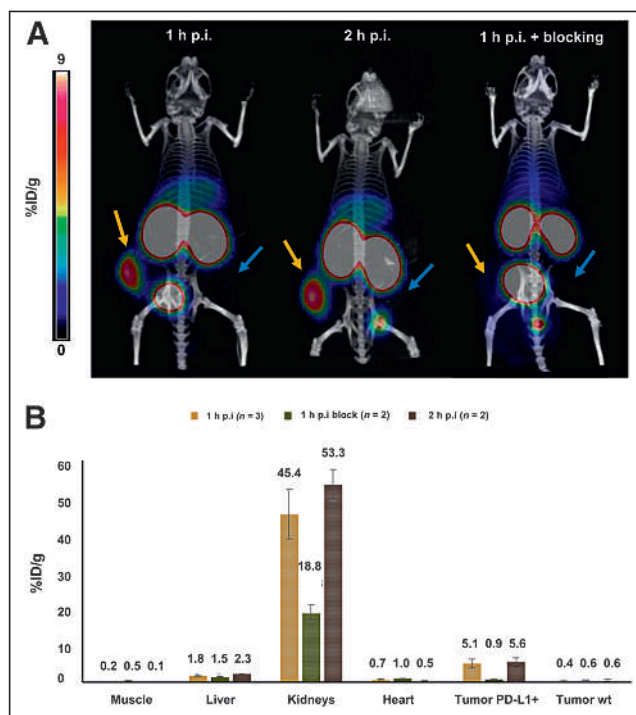 A
1 h p.i.
2 h p.i.
1 h p.i. + blocking
9
%ID/g
0
B
1 h p.i (n = 3) 1 h p.i block (n = 2) 2 h p.i (n = 2)
60
50
40
30
20
10
0
%ID/g
45.4
18.8
53.3
0.2 0.5 0.1
1.8 1.5 2.3
0.7 1.0 0.5
5.1 0.9 5.6
0.4 0.6 0.6
Muscle Liver Kidneys Heart Tumor PD-L1+ Tumor wt